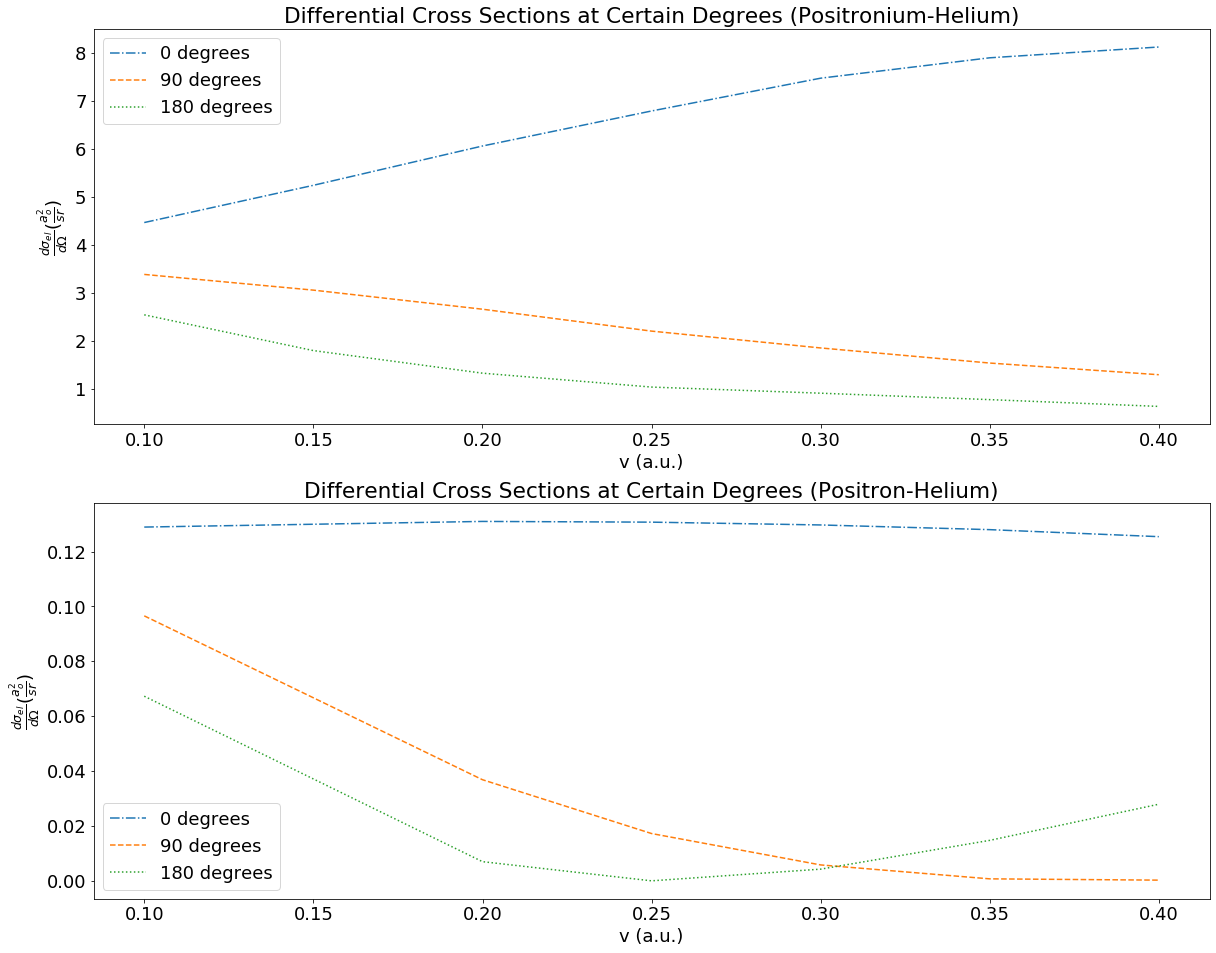 Differential Cross Sections at Certain Degrees (Positronium-Helium)
0 degrees
90 degrees
180 degrees
8
7
6
5
4
3
2
1
dσel/dΩ (a²o/sr)
0.10 0.15 0.20 0.25 0.30 0.35 0.40
v (a.u.)
Differential Cross Sections at Certain Degrees (Positron-Helium)
0.12
0.10
0.08
0.06
0.04
0.02
0.00
dσel/dΩ (a²o/sr)
0 degrees
90 degrees
180 degrees
0.10 0.15 0.20 0.25 0.30 0.35 0.40
v (a.u.)